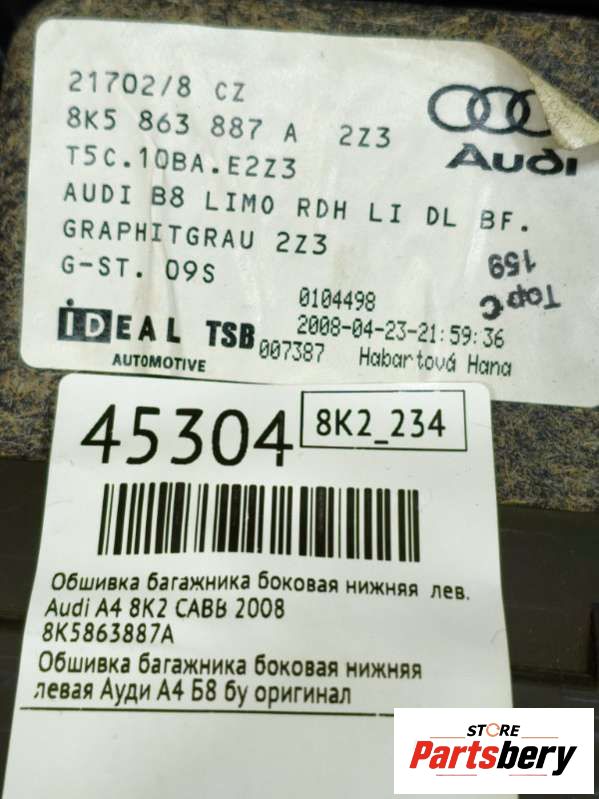 21702/8 CZ
8K5 863 887 A 2Z3
T5C.10BA.E2Z3
AUDI B8 LIMO RDH LI DL BF.
GRAPHITGRAU 2Z3
G-ST. 09S
Audi
159
TopC
0104498
2008-04-23-21:59:36
IDEAL TSB 007387 Habartová Hana
AUTOMOTIVE
45304
8K2_234
Обшивка багажника боковая нижняя лев.
Audi A4 8K2 CABB 2008
8K5863887A
Обшивка багажника боковая нижняя
левая Ауди А4 Б8 бу оригинал
STORE
Partsbery